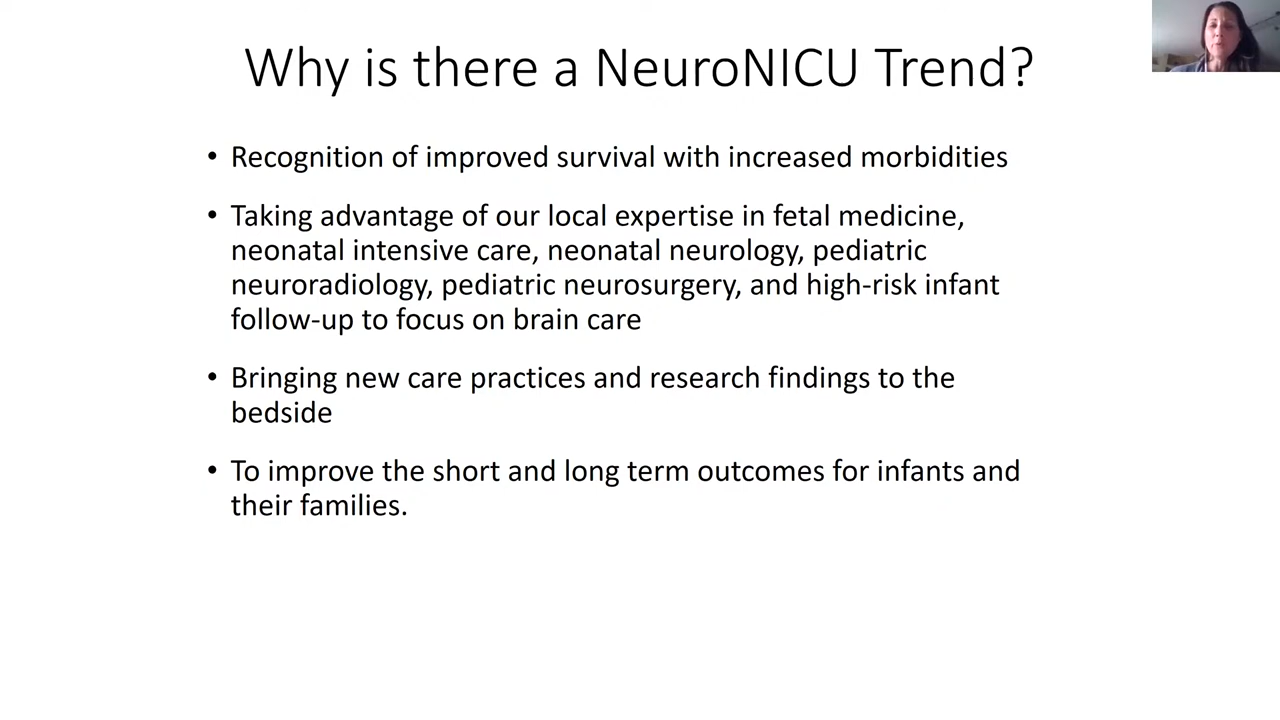 Why is there a NeuroNICU Trend?
• Recognition of improved survival with increased morbidities
• Taking advantage of our local expertise in fetal medicine,
neonatal intensive care, neonatal neurology, pediatric
neuroradiology, pediatric neurosurgery, and high-risk infant
follow-up to focus on brain care
• Bringing new care practices and research findings to the
bedside
• To improve the short and long term outcomes for infants and
their families.